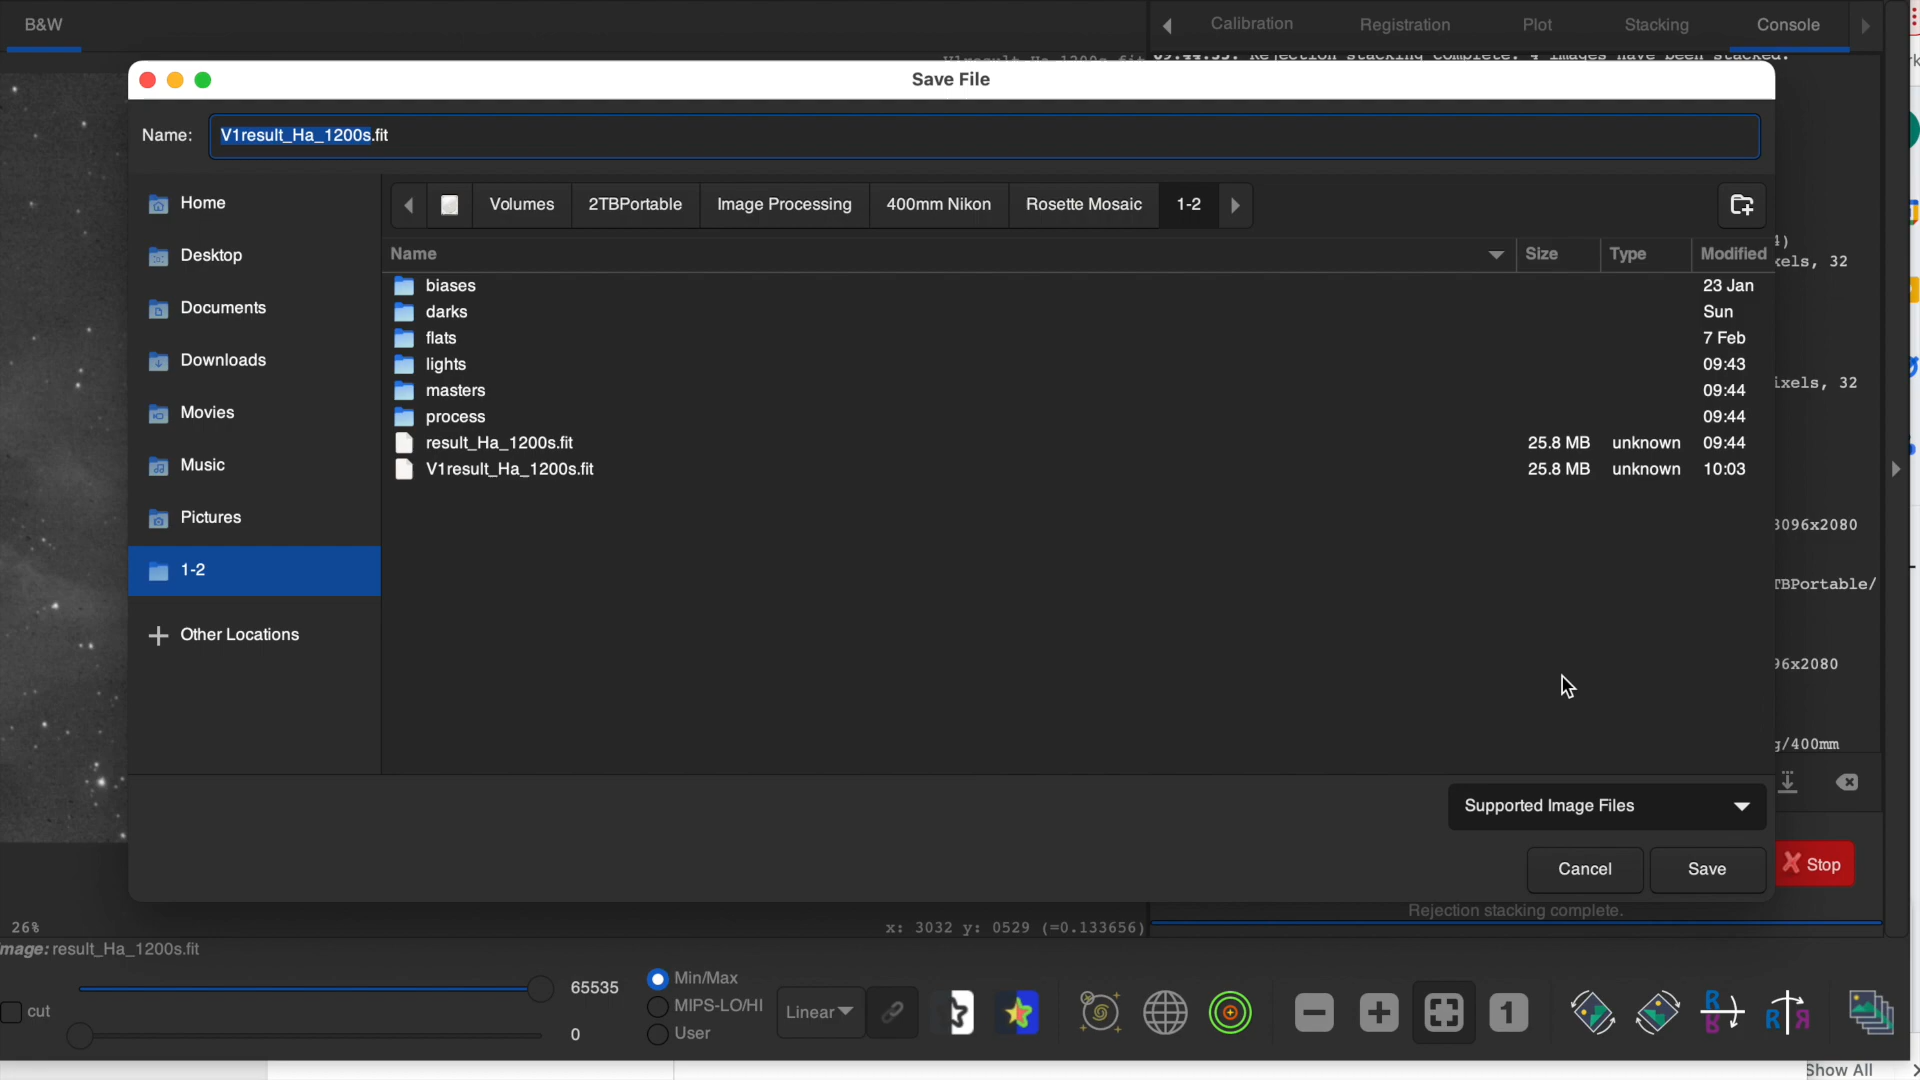 B&W
Calibration Registration Plot Stacking Console
Save File
Name: V1result_Ha_1200s.fit
Volumes 2TBPortable Image Processing 400mm Nikon Rosette Mosaic 1-2
Home
Desktop
Documents
Downloads
Movies
Music
Pictures
1-2
Other Locations
Name Size Type Modified
biases 23 Jan
darks Sun
flats 7 Feb
lights 09:43
masters 09:44
process 09:44
result_Ha_1200s.fit 25.8 MB unknown 09:44
V1result_Ha_1200s.fit 25.8 MB unknown 10:03
xels, 32
ixels, 32
3096x2080
TBPortable/
96x2080
g/400mm
Supported Image Files
Cancel Save
Stop
Rejection stacking complete.
26% x: 3032 y: 0529 (=0.133656)
mage: result_Ha_1200s.fit
65535
cut
0
Min/Max
MIPS-LO/HI
User
Linear
1
R R
R R
Show All